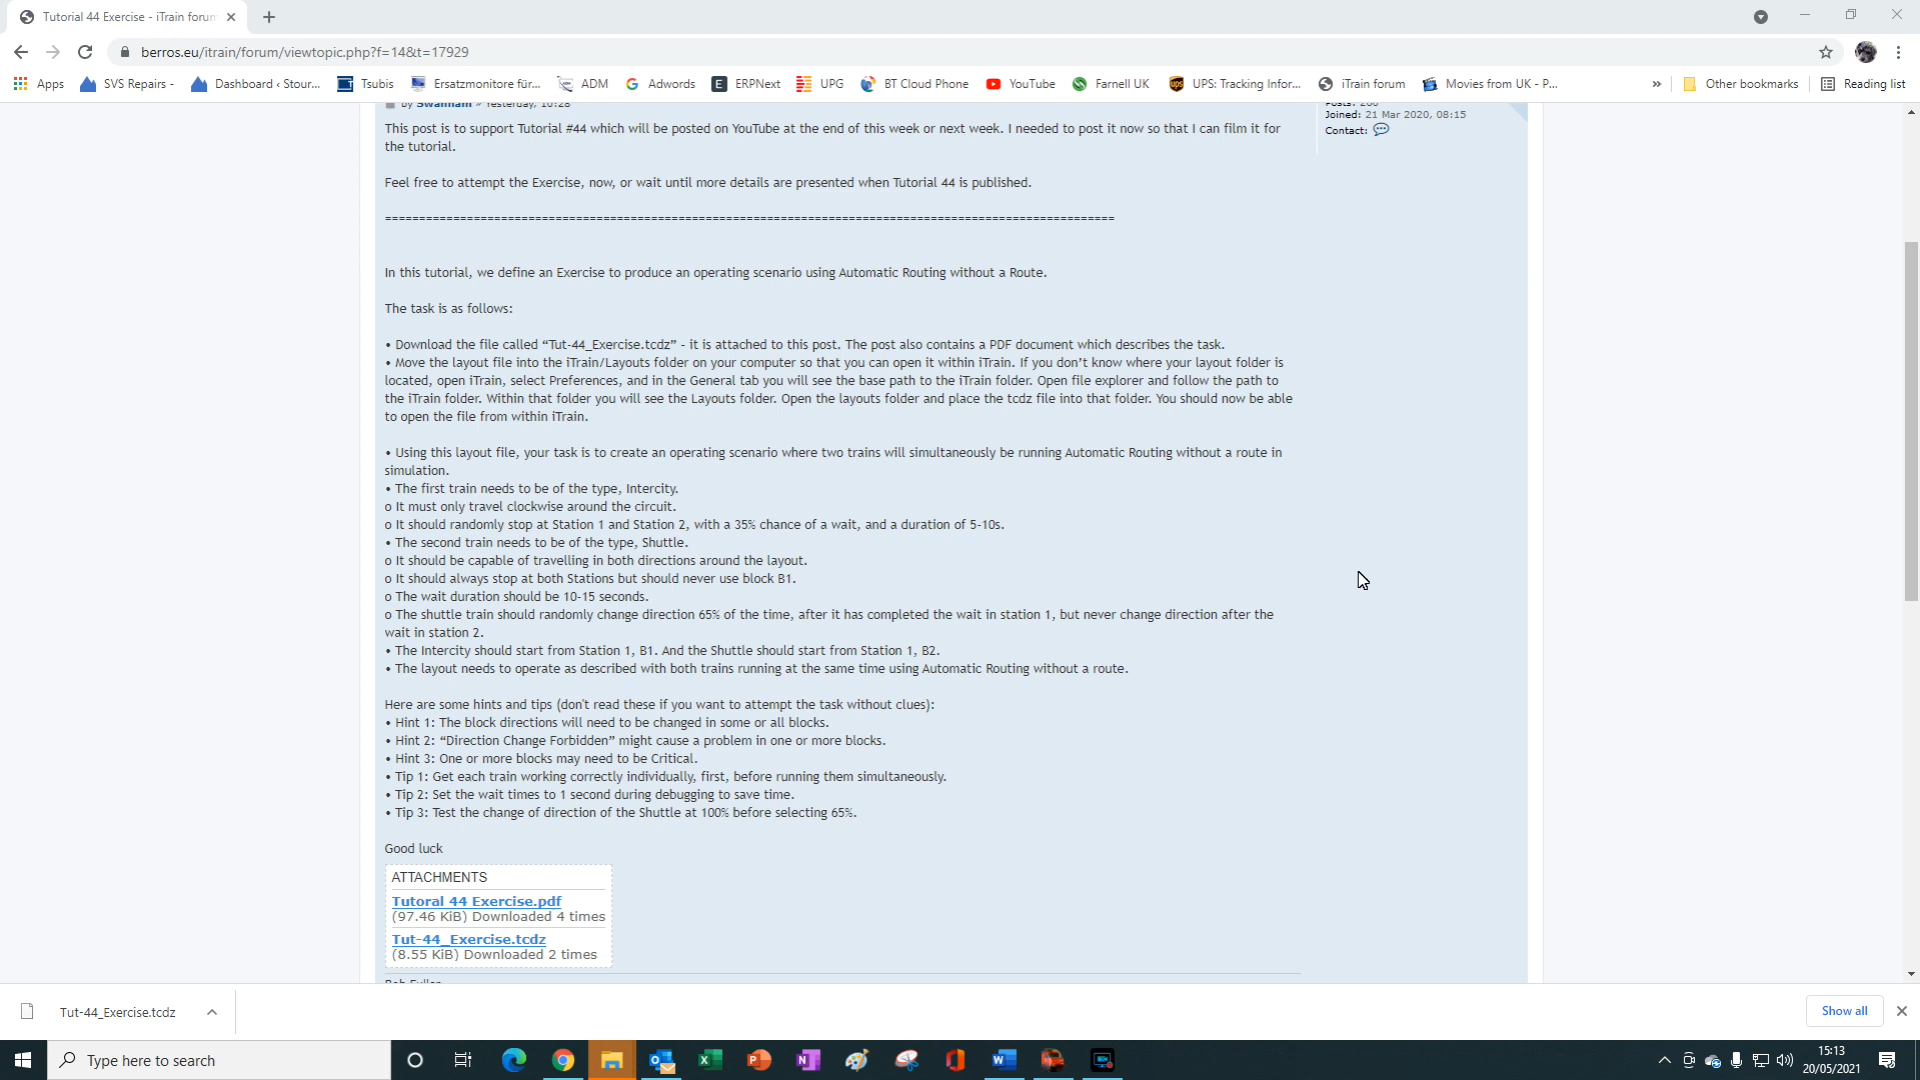 Tutorial 44 Exercise - iTrain forum
berros.eu/itrain/forum/viewtopic.php?f=14&t=17929
Apps
SVS Repairs -
Dashboard ‹ Stour...
Tsubis
Ersatzmonitore für...
ADM
Adwords
ERPNext
UPG
BT Cloud Phone
YouTube
Farnell UK
UPS: Tracking Infor...
iTrain forum
Movies from UK - P...
»
Other bookmarks
Reading list
by Swanham » Yesterday, 10:28
Posts: 260
Joined: 21 Mar 2020, 08:15
Contact:
This post is to support Tutorial #44 which will be posted on YouTube at the end of this week or next week. I needed to post it now so that I can film it for
the tutorial.
Feel free to attempt the Exercise, now, or wait until more details are presented when Tutorial 44 is published.
==========================================================================================================
In this tutorial, we define an Exercise to produce an operating scenario using Automatic Routing without a Route.
The task is as follows:
• Download the file called “Tut-44_Exercise.tcdz” - it is attached to this post. The post also contains a PDF document which describes the task.
• Move the layout file into the iTrain/Layouts folder on your computer so that you can open it within iTrain. If you don’t know where your layout folder is
located, open iTrain, select Preferences, and in the General tab you will see the base path to the iTrain folder. Open file explorer and follow the path to
the iTrain folder. Within that folder you will see the Layouts folder. Open the layouts folder and place the tcdz file into that folder. You should now be able
to open the file from within iTrain.
• Using this layout file, your task is to create an operating scenario where two trains will simultaneously be running Automatic Routing without a route in
simulation.
• The first train needs to be of the type, Intercity.
o It must only travel clockwise around the circuit.
o It should randomly stop at Station 1 and Station 2, with a 35% chance of a wait, and a duration of 5-10s.
• The second train needs to be of the type, Shuttle.
o It should be capable of travelling in both directions around the layout.
o It should always stop at both Stations but should never use block B1.
o The wait duration should be 10-15 seconds.
o The shuttle train should randomly change direction 65% of the time, after it has completed the wait in station 1, but never change direction after the
wait in station 2.
• The Intercity should start from Station 1, B1. And the Shuttle should start from Station 1, B2.
• The layout needs to operate as described with both trains running at the same time using Automatic Routing without a route.
Here are some hints and tips (don't read these if you want to attempt the task without clues):
• Hint 1: The block directions will need to be changed in some or all blocks.
• Hint 2: “Direction Change Forbidden” might cause a problem in one or more blocks.
• Hint 3: One or more blocks may need to be Critical.
• Tip 1: Get each train working correctly individually, first, before running them simultaneously.
• Tip 2: Set the wait times to 1 second during debugging to save time.
• Tip 3: Test the change of direction of the Shuttle at 100% before selecting 65%.
Good luck
ATTACHMENTS
Tutoral 44 Exercise.pdf
(97.46 KiB) Downloaded 4 times
Tut-44_Exercise.tcdz
(8.55 KiB) Downloaded 2 times
Bob Fuller
Tut-44_Exercise.tcdz
Show all
Type here to search
15:13
20/05/2021